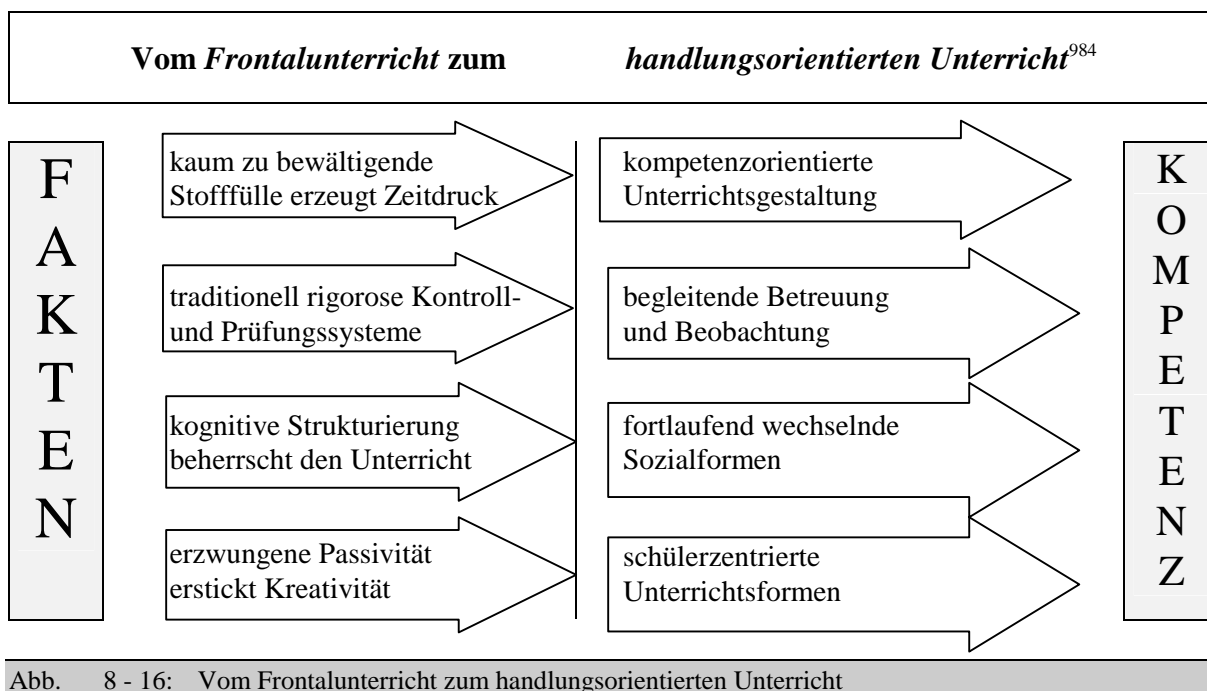 Vom Frontalunterricht zum handlungsorientierten Unterricht984
FAKTEN
kaum zu bewältigende
Stofffülle erzeugt Zeitdruck
traditionell rigorose Kontroll-
und Prüfungssysteme
kognitive Strukturierung
beherrscht den Unterricht
erzwungene Passivität
erstickt Kreativität
kompetenzorientierte
Unterrichtsgestaltung
begleitende Betreuung
und Beobachtung
fortlaufend wechselnde
Sozialformen
schülerzentrierte
Unterrichtsformen
KOMPETENZ
Abb. 8 - 16: Vom Frontalunterricht zum handlungsorientierten Unterricht